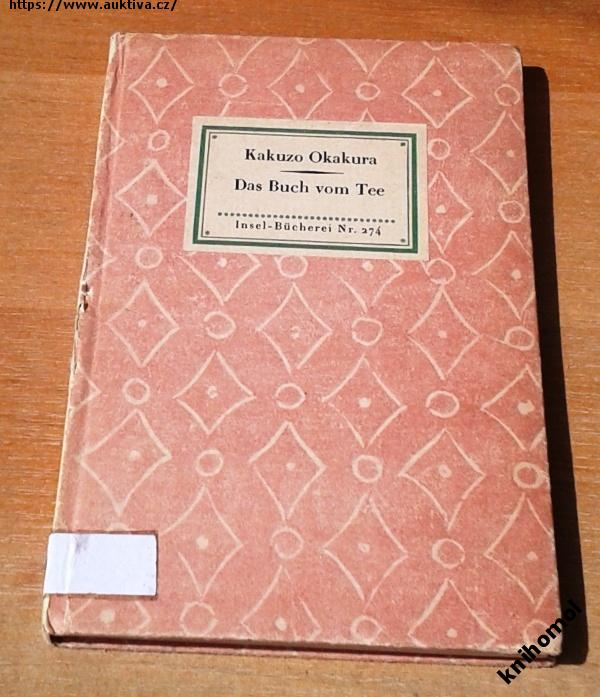 https://www.auktiva.cz/
Kakuzo Okakura
Das Buch vom Tee
Insel-Bücherei Nr. 274
knihomol